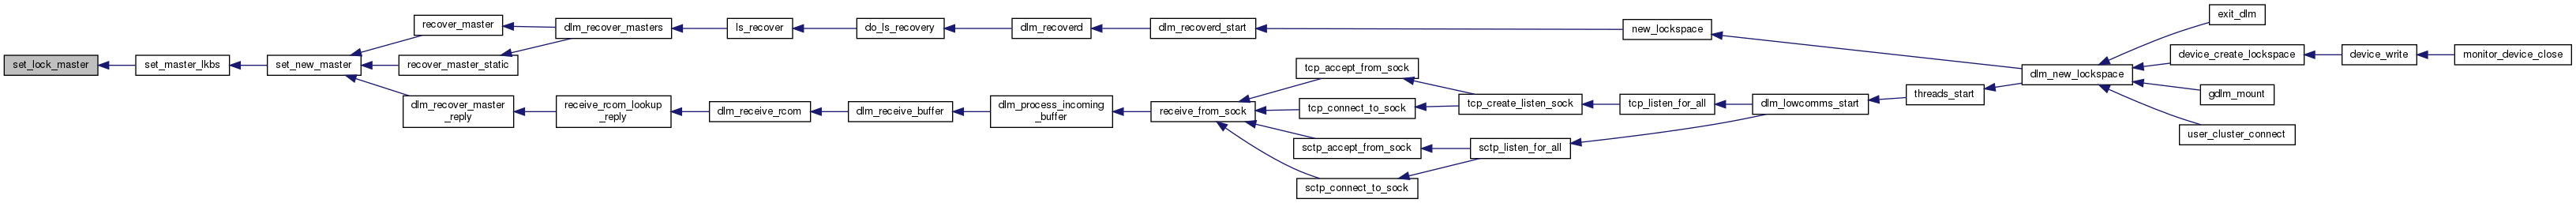 set_lock_master
set_master_lkbs
set_new_master
recover_master
recover_master_static
dlm_recover_master
_reply
dlm_recover_masters
receive_rcom_lookup
_reply
ls_recover
dlm_receive_rcom
do_ls_recovery
dlm_receive_buffer
dlm_recoverd
dlm_process_incoming
_buffer
dlm_recoverd_start
receive_from_sock
tcp_accept_from_sock
tcp_connect_to_sock
sctp_accept_from_sock
sctp_connect_to_sock
tcp_create_listen_sock
sctp_listen_for_all
new_lockspace
tcp_listen_for_all
dlm_lowcomms_start
threads_start
dlm_new_lockspace
exit_dlm
device_create_lockspace
gdlm_mount
user_cluster_connect
device_write
monitor_device_close